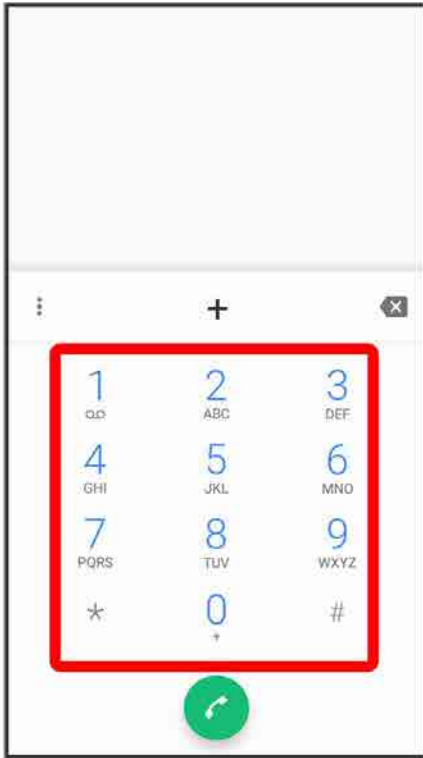 +
1 2 3
ABC DEF
4 5 6
GHI JKL MNO
7 8 9
PQRS TUV WXYZ
* 0 #
+